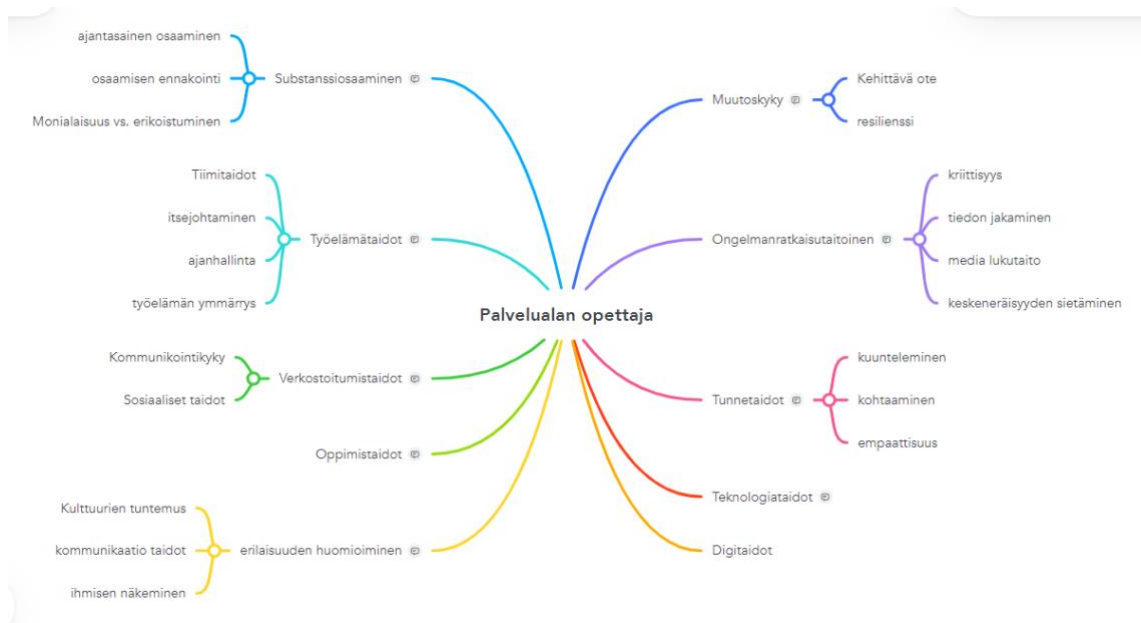 ajantasainen osaaminen
osaamisen ennakointi
Monialaisuus vs. erikoistuminen
Substanssiosaaminen
Tiimitaidot
itsejohtaminen
ajanhallinta
työelämän ymmärrys
Työelämätaidot
Kommunikointikyky
Sosiaaliset taidot
Verkostoitumistaidot
Oppimistaidot
Kulttuurien tuntemus
kommunikaatio taidot
ihmisen näkeminen
erilaisuuden huomioiminen
Palvelualan opettaja
Muutoskyky
Kehittävä ote
resilienssi
Ongelmanratkaisutaitoinen
kriittisyys
tiedon jakaminen
media lukutaito
keskeneräisyyden sietäminen
Tunnetaidot
kuunteleminen
kohtaaminen
empaattisuus
Teknologiataidot
Digitaidot